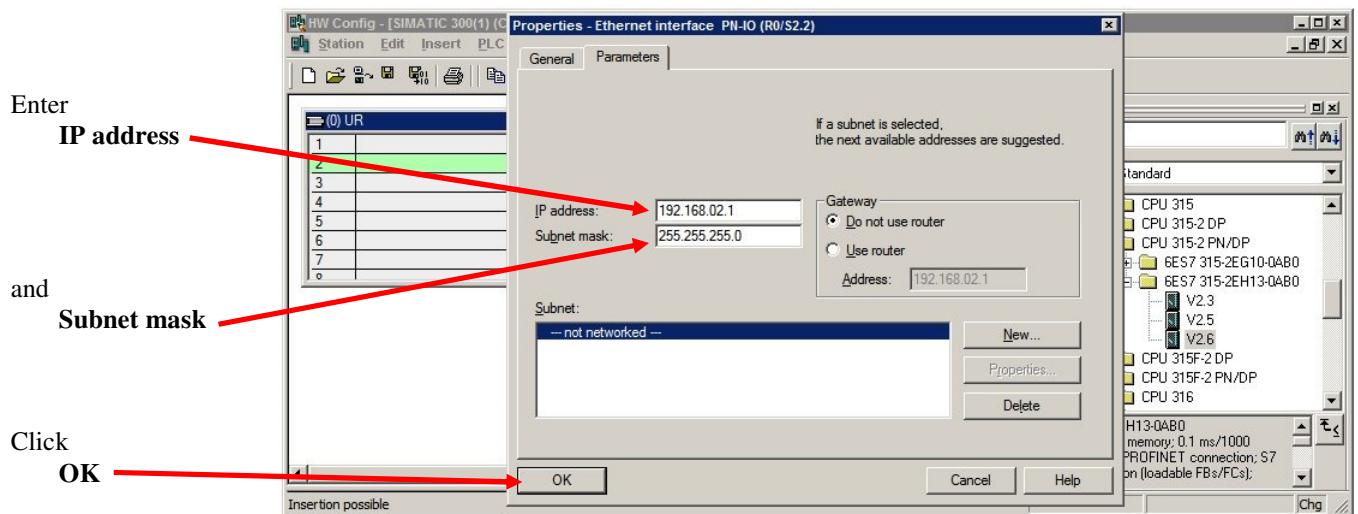 HW Config - [SIMATIC 300(1) (C
Station Edit Insert PLC
Properties - Ethernet interface PN-IO (R0/S2.2)
General Parameters
Enter
IP address
and
Subnet mask
Click
OK
(0) UR
1
2
3
4
5
6
7
8
If a subnet is selected,
the next available addresses are suggested.
IP address: 192.168.02.1
Subnet mask: 255.255.255.0
Gateway
Do not use router
Use router
Address: 192.168.02.1
Subnet:
--- not networked ---
New...
Properties...
Delete
OK Cancel Help
Standard
CPU 315
CPU 315-2 DP
CPU 315-2 PN/DP
6ES7 315-2EG10-0AB0
6ES7 315-2EH13-0AB0
V2.3
V2.5
V2.6
CPU 315F-2 DP
CPU 315F-2 PN/DP
CPU 316
H13-0AB0
memory; 0.1 ms/1000
PROFINET connection; S7
on (loadable FBs/FCs);
Insertion possible
Chg